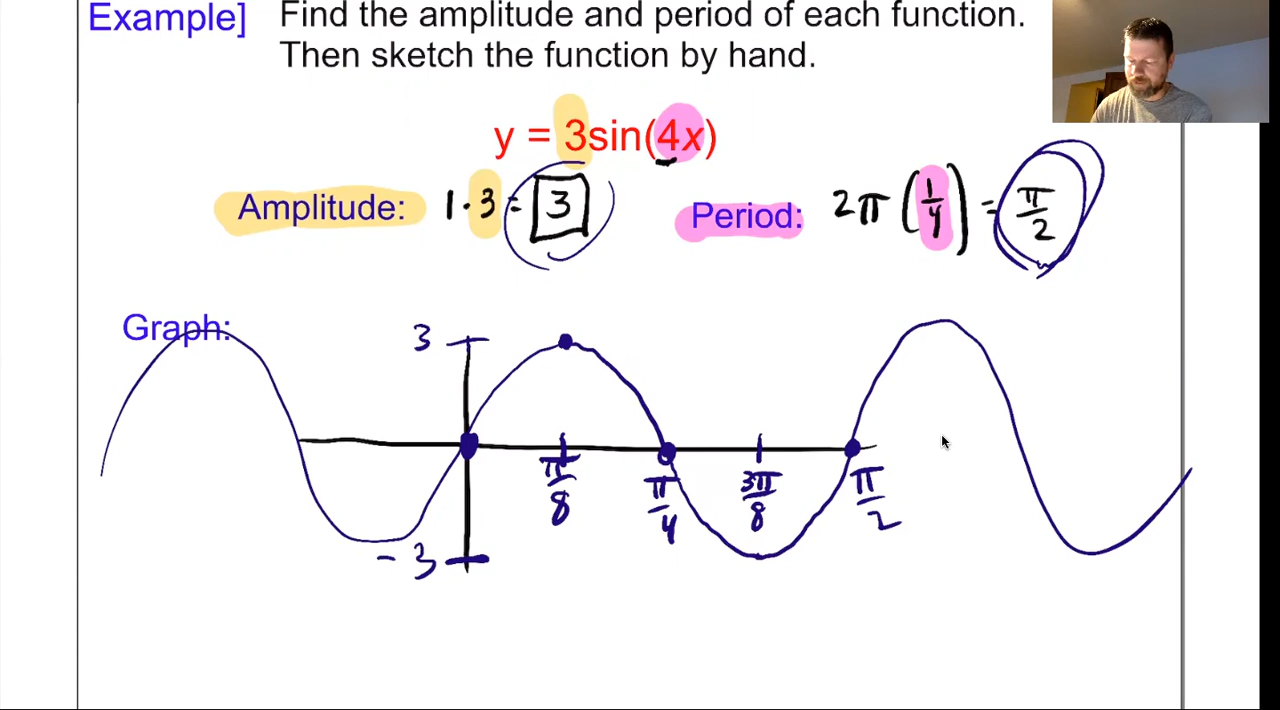 Example] Find the amplitude and period of each function.
Then sketch the function by hand.
y = 3sin(4x)
Amplitude: 1 · 3 = 3 Period: 2π (1/4) = π/2
Graph:
3
π/8 π/4 3π/8 π/2
-3